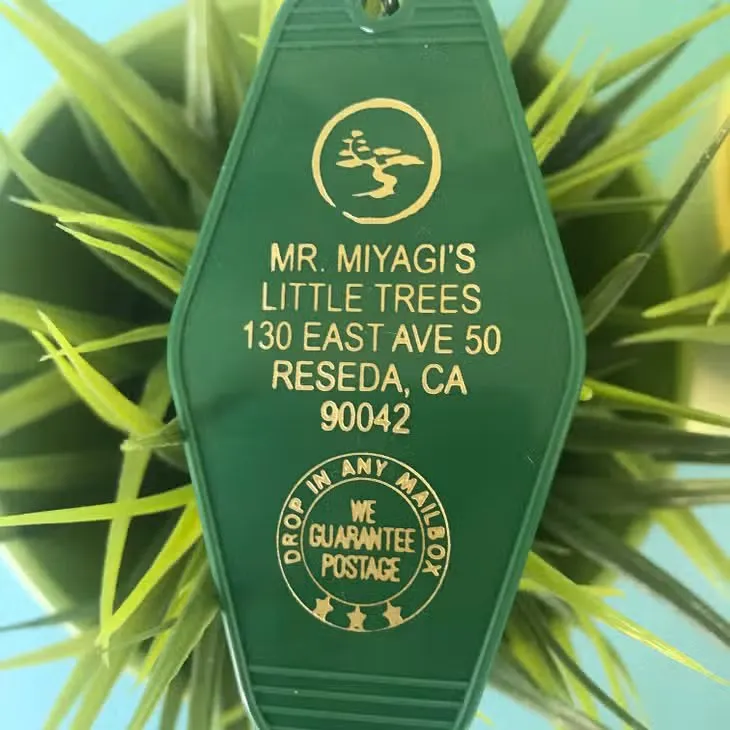 MR. MIYAGI'S
LITTLE TREES
130 EAST AVE 50
RESEDA, CA
90042
DROP IN ANY MAILBOX
WE
GUARANTEE
POSTAGE